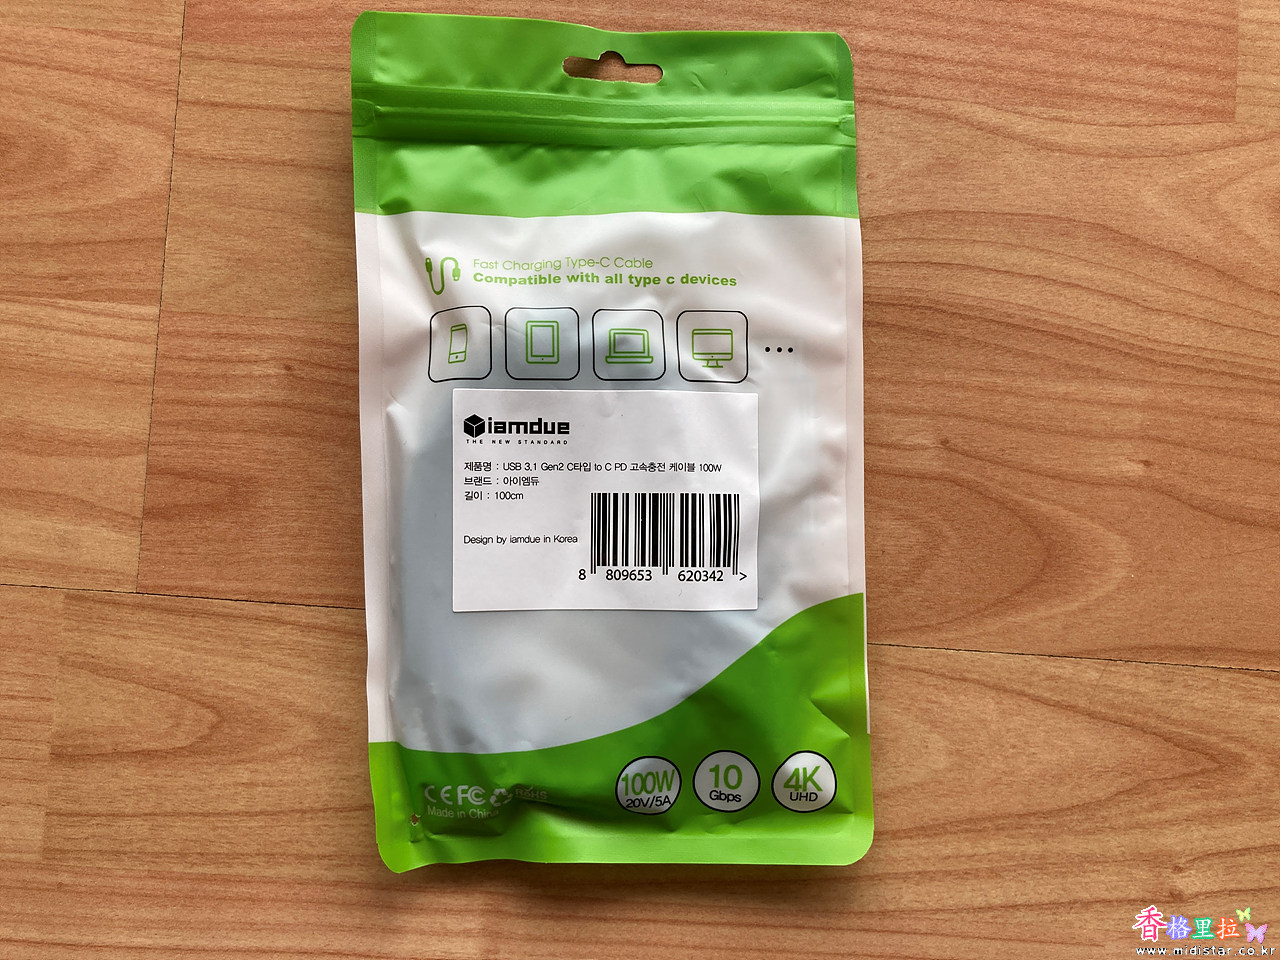 Fast Charging Type-C Cable
Compatible with all type c devices
iamdue
THE NEW STANDARD
제품명 : USB 3,1 Gen2 C타입 to C PD 고속충전 케이블 100W
브랜드 : 아이엠듀
길이 : 100cm
Design by iamdue in Korea
8 809653 620342 >
CE FC RoHS
Made in China
100W
20V/5A
10
Gbps
4K
UHD
香格里拉
www.midistar.co.kr